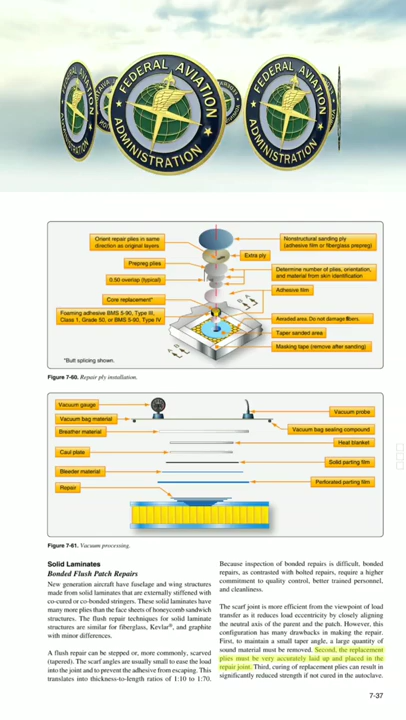 FEDERAL AVIATION
ADMINISTRATION
FEDERAL AVIATION
ADMINISTRATION
Orient repair plies in same
direction as original layers
Nonstructural sanding ply
(adhesive film or fiberglass prepreg)
Extra ply
Prepreg plies
Determine number of plies, orientation,
and material from skin identification
0.50 overlap (typical)
Adhesive film
Core replacement*
Foaming adhesive BMS 5-90, Type III,
Class 1, Grade 50, or BMS 5-90, Type IV
Abraded area. Do not damage fibers.
Taper sanded area
Masking tape (remove after sanding)
*Butt splicing shown.
Figure 7-60. Repair ply installation.
Vacuum gauge
Vacuum probe
Vacuum bag material
Vacuum bag sealing compound
Breather material
Heat blanket
Caul plate
Solid parting film
Bleeder material
Perforated parting film
Repair
Figure 7-61. Vacuum processing.
Solid Laminates
Bonded Flush Patch Repairs
New generation aircraft have fuselage and wing structures
made from solid laminates that are externally stiffened with
co-cured or co-bonded stringers. These solid laminates have
many more plies than the face sheets of honeycomb sandwich
structures. The flush repair techniques for solid laminate
structures are similar for fiberglass, Kevlar®, and graphite
with minor differences.
A flush repair can be stepped or, more commonly, scarved
(tapered). The scarf angles are usually small to ease the load
into the joint and to prevent the adhesive from escaping. This
translates into thickness-to-length ratios of 1:10 to 1:70.
Because inspection of bonded repairs is difficult, bonded
repairs, as contrasted with bolted repairs, require a higher
commitment to quality control, better trained personnel,
and cleanliness.
The scarf joint is more efficient from the viewpoint of load
transfer as it reduces load eccentricity by closely aligning
the neutral axis of the parent and the patch. However, this
configuration has many drawbacks in making the repair.
First, to maintain a small taper angle, a large quantity of
sound material must be removed. Second, the replacement
plies must be very accurately laid up and placed in the
repair joint. Third, curing of replacement plies can result in
significantly reduced strength if not cured in the autoclave.
7-37